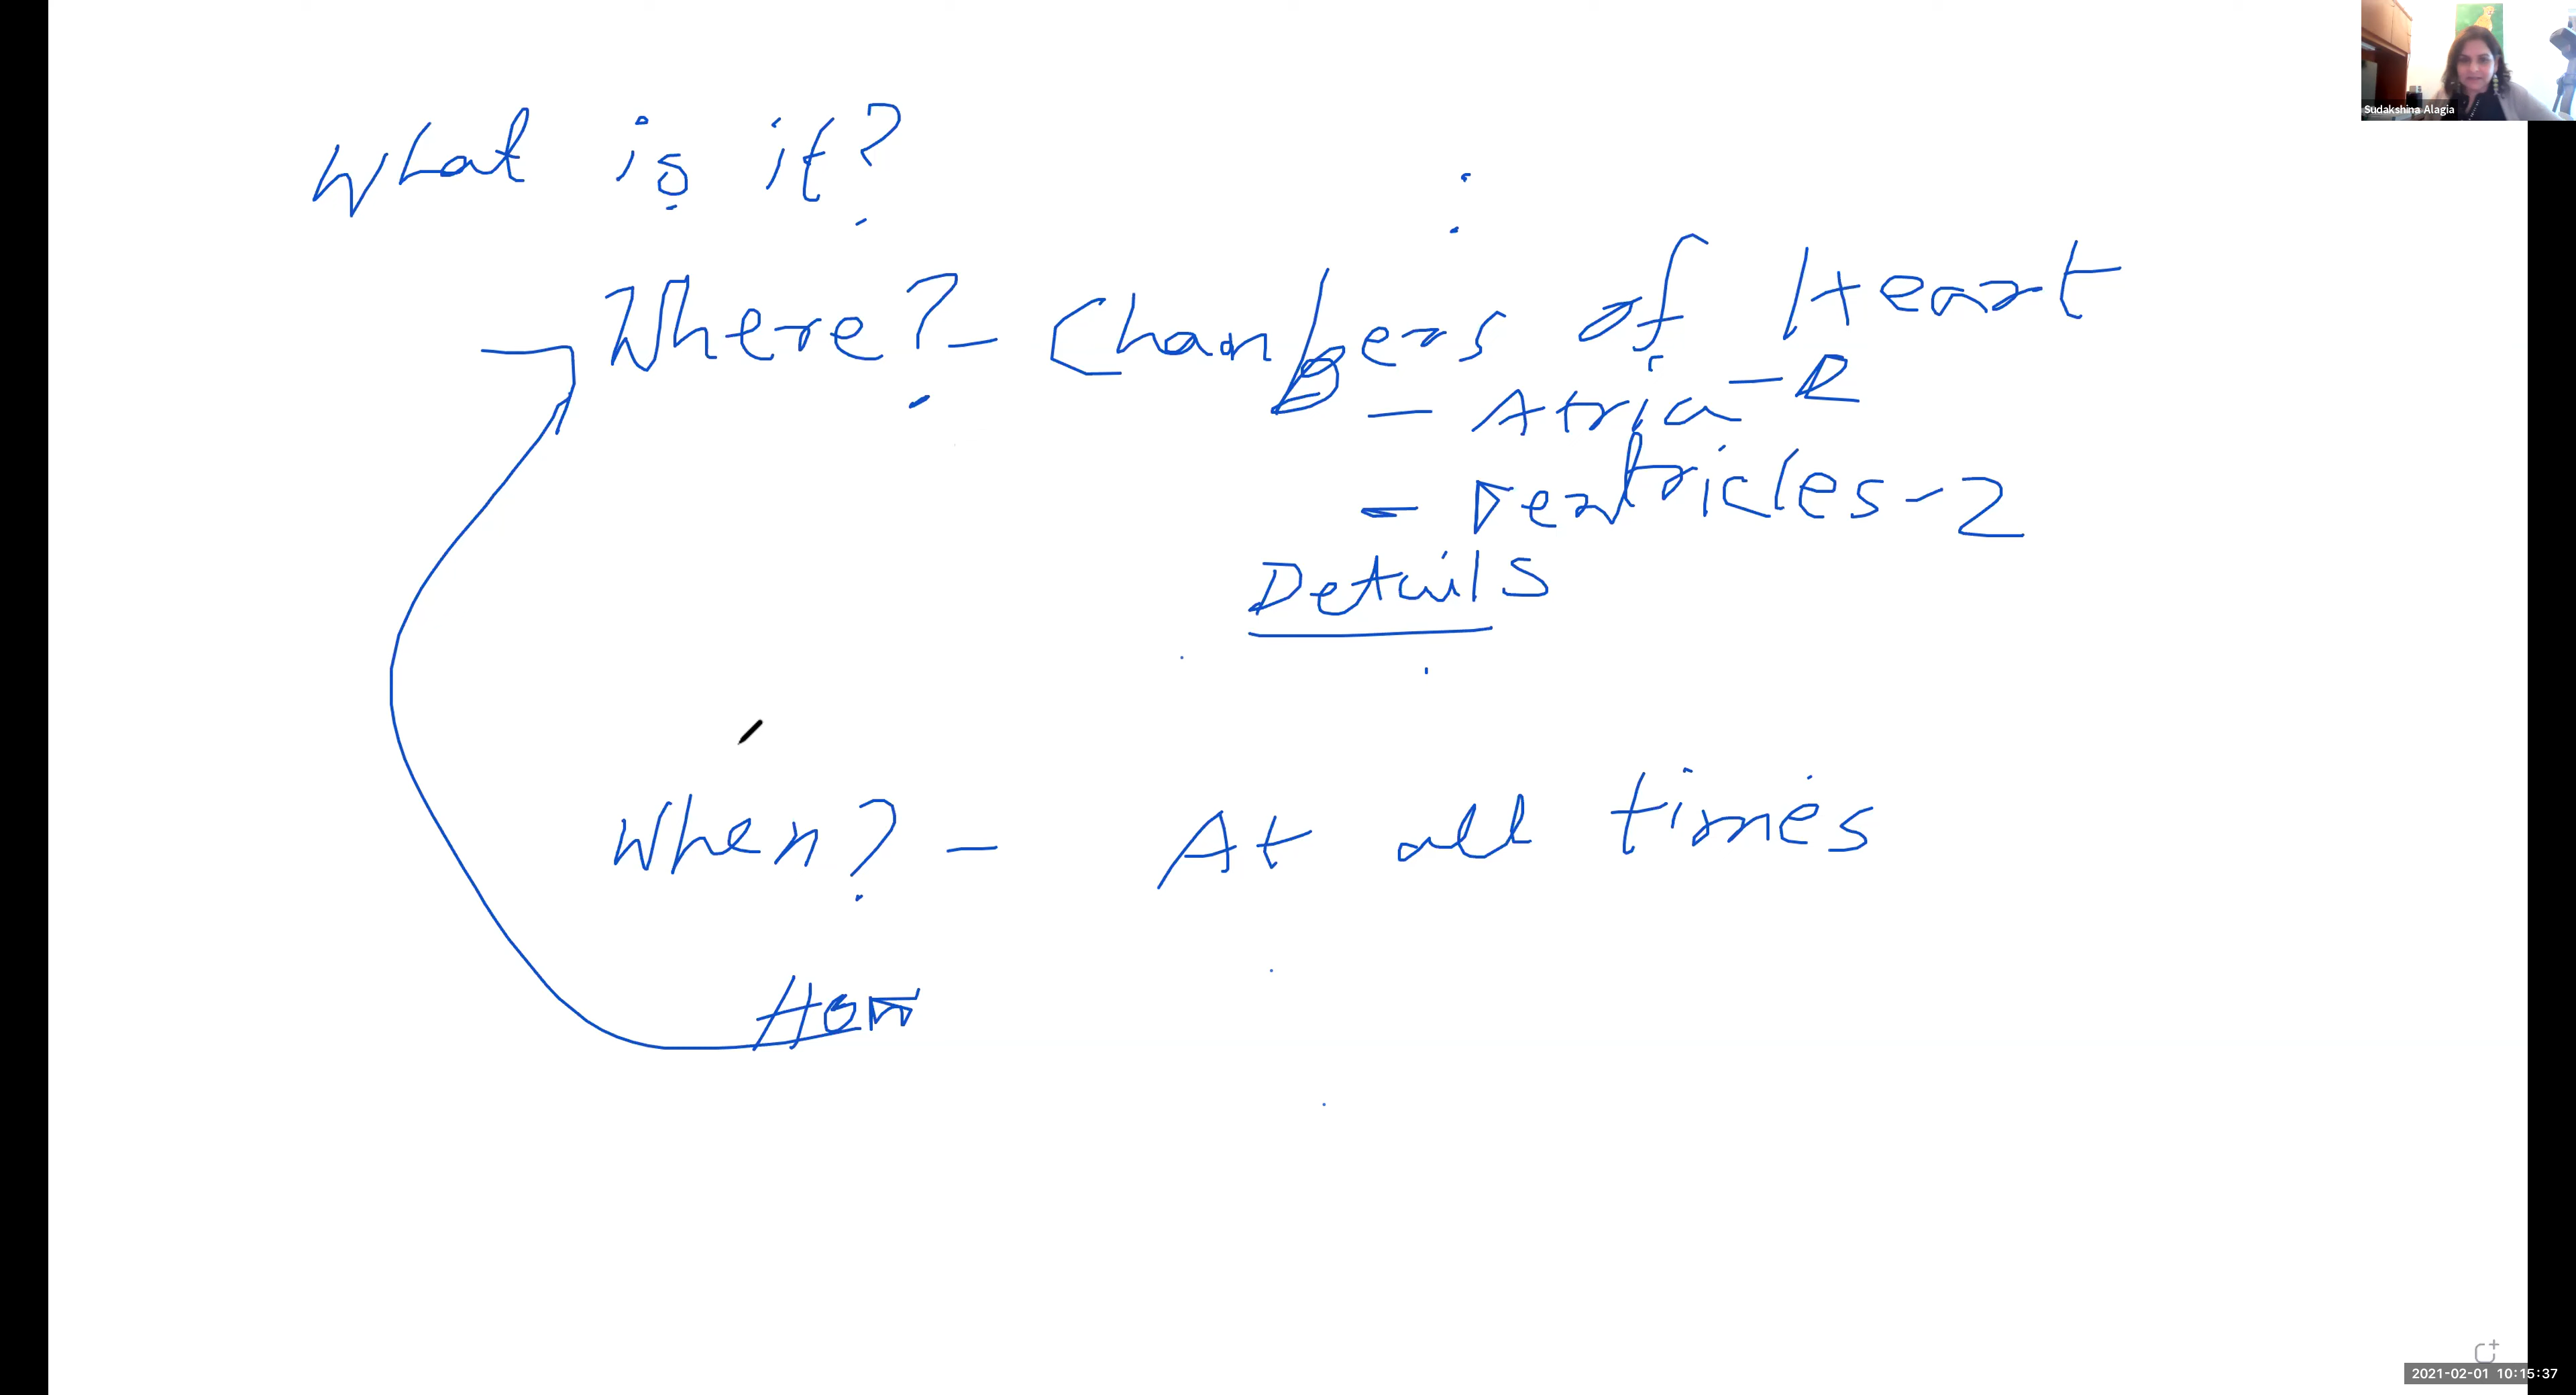 Sudakshina Alagia
What is it?
Where? - Chambers of Heart
- Atria - 2
- Ventricles - 2
Details
When? - At all times
How
2021-02-01 10:15:37